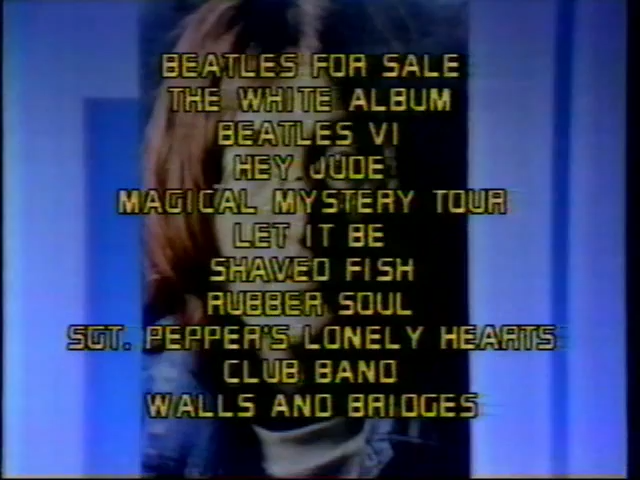 BEATLES FOR SALE
THE WHITE ALBUM
BEATLES VI
HEY JUDE
MAGICAL MYSTERY TOUR
LET IT BE
SHAVED FISH
RUBBER SOUL
SGT. PEPPER'S LONELY HEARTS
CLUB BAND
WALLS AND BRIDGES